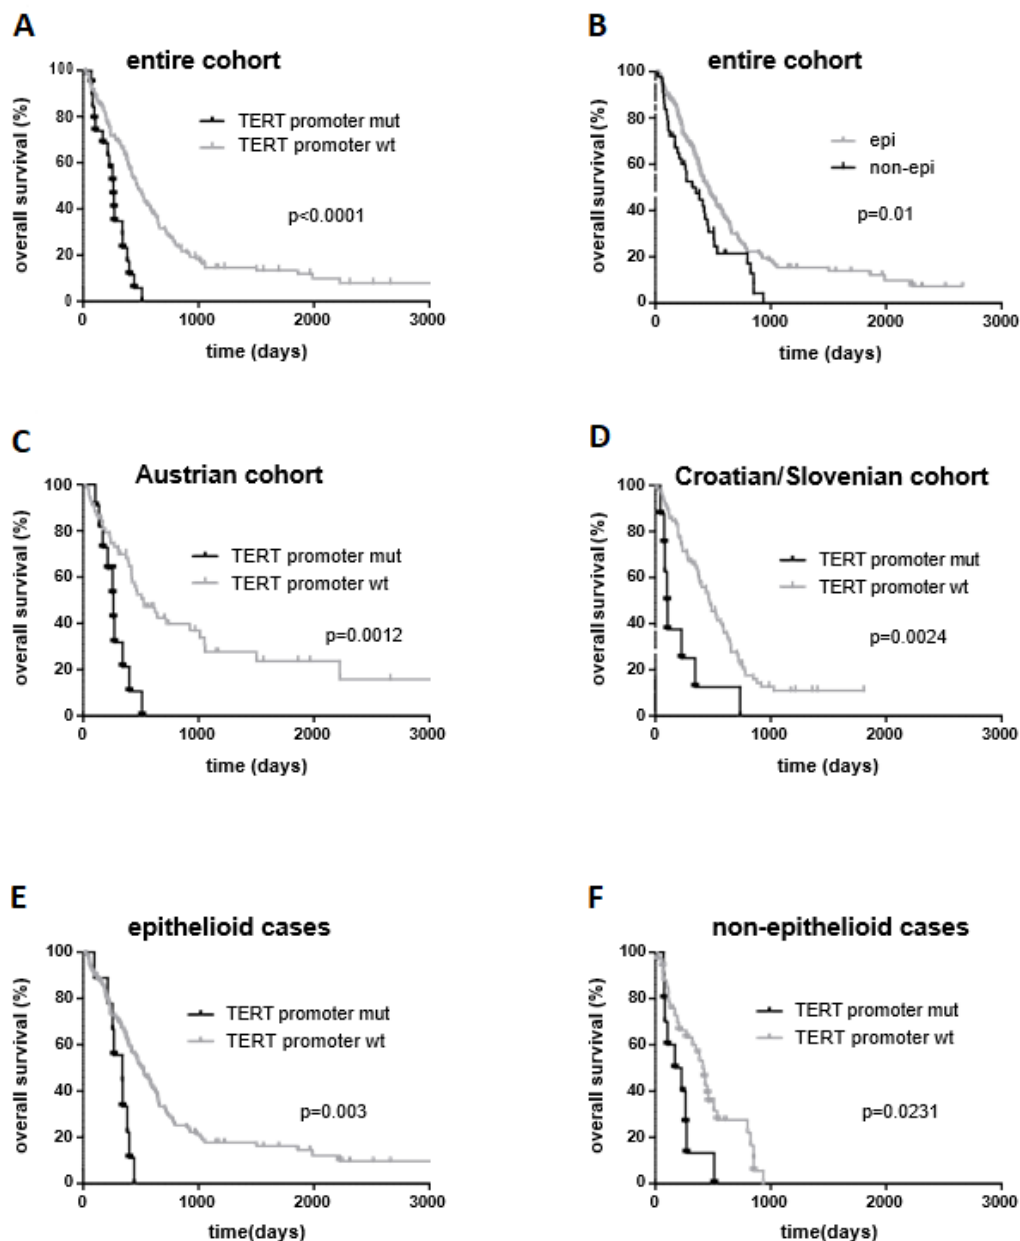 A
entire cohort
overall survival (%)
100
80
60
40
20
0
TERT promoter mut
TERT promoter wt
p<0.0001
0 1000 2000 3000
time (days)
B
entire cohort
overall survival (%)
100
80
60
40
20
0
epi
non-epi
p=0.01
0 1000 2000 3000
time (days)
C
Austrian cohort
overall survival (%)
100
80
60
40
20
0
TERT promoter mut
TERT promoter wt
p=0.0012
0 1000 2000 3000
time (days)
D
Croatian/Slovenian cohort
overall survival (%)
100
80
60
40
20
0
TERT promoter mut
TERT promoter wt
p=0.0024
0 1000 2000 3000
time (days)
E
epithelioid cases
overall survival (%)
100
80
60
40
20
0
TERT promoter mut
TERT promoter wt
p=0.003
0 1000 2000 3000
time(days)
F
non-epithelioid cases
overall survival (%)
100
80
60
40
20
0
TERT promoter mut
TERT promoter wt
p=0.0231
0 1000 2000 3000
time(days)